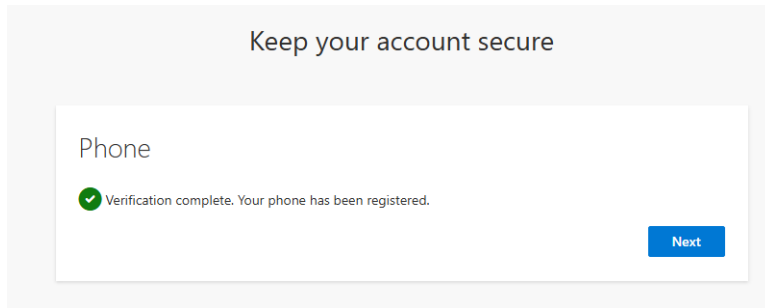 Keep your account secure
Phone
Verification complete. Your phone has been registered.
Next